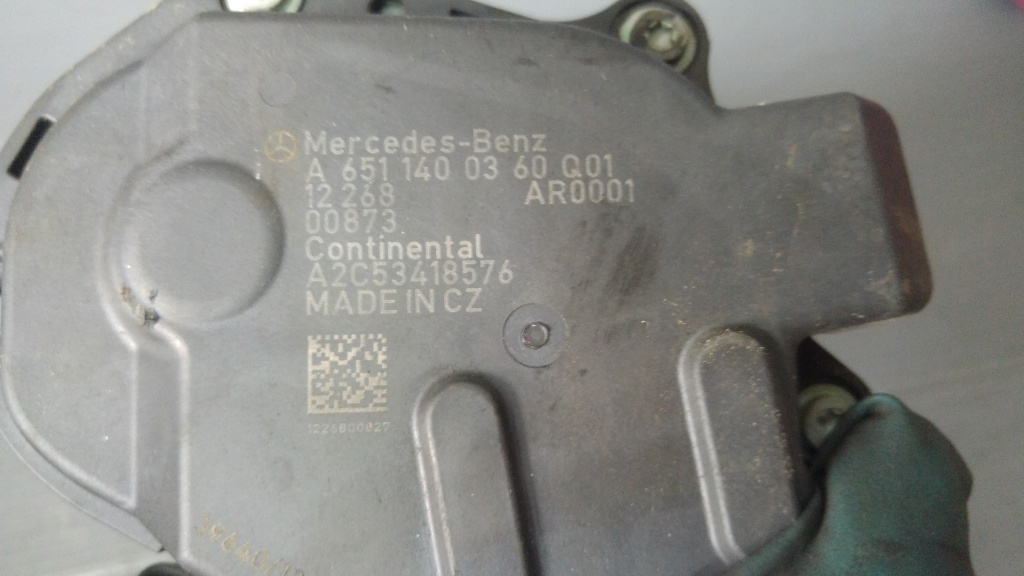 Mercedes-Benz
A 651 140 03 60 Q01
12 268 AR0001
00873
Continental
A2C53418576
MADE IN CZ
1226800827